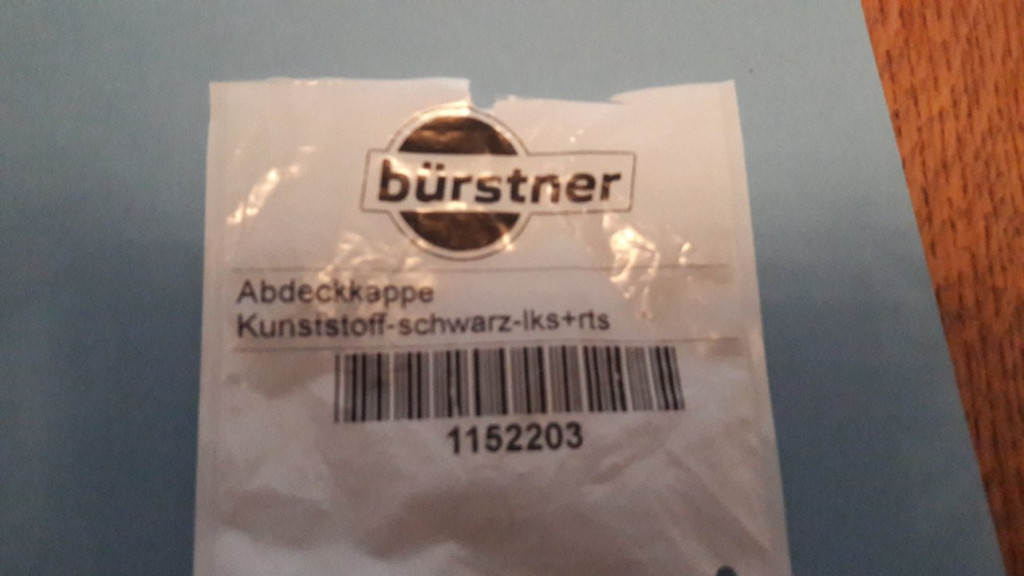 bürstner
Abdeckkappe
Kunststoff-schwarz-lks+rts
1152203